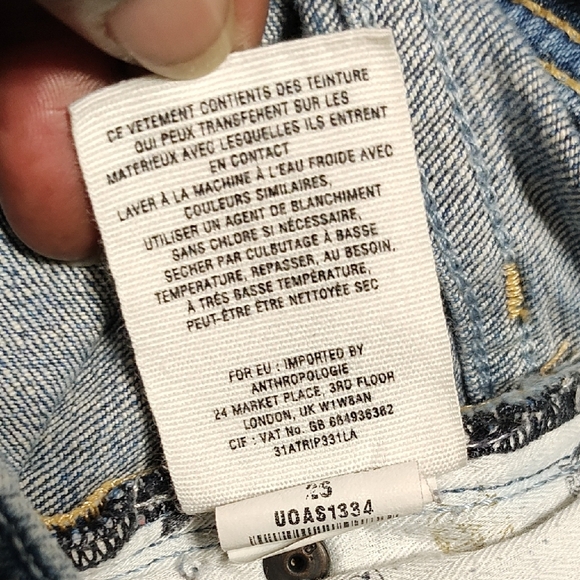 CE VETEMENT CONTIENTS DES TEINTURE
QUI PEUX TRANSFEHENT SUR LES
MATERIEUX AVEC LESQUELLES ILS ENTRENT
EN CONTACT
LAVER À LA MACHINE À L'EAU FROIDE AVEC
COULEURS SIMILAIRES,
UTILISER UN AGENT DE BLANCHIMENT
SANS CHLORE SI NÉCESSAIRE,
SECHER PAR CULBUTAGE À BASSE
TEMPERATURE, REPASSER, AU BESOIN,
À TRÈS BASSE TEMPÉRATURE,
PEUT-ÊTRE ÊTRE NETTOYÉE SEC
FOR EU : IMPORTED BY
ANTHROPOLOGIE
24 MARKET PLACE, 3RD FLOOR
LONDON, UK W1W8AN
CIF : VAT No. GB 684936362
31ATRIP331LA
25
UOAS1334